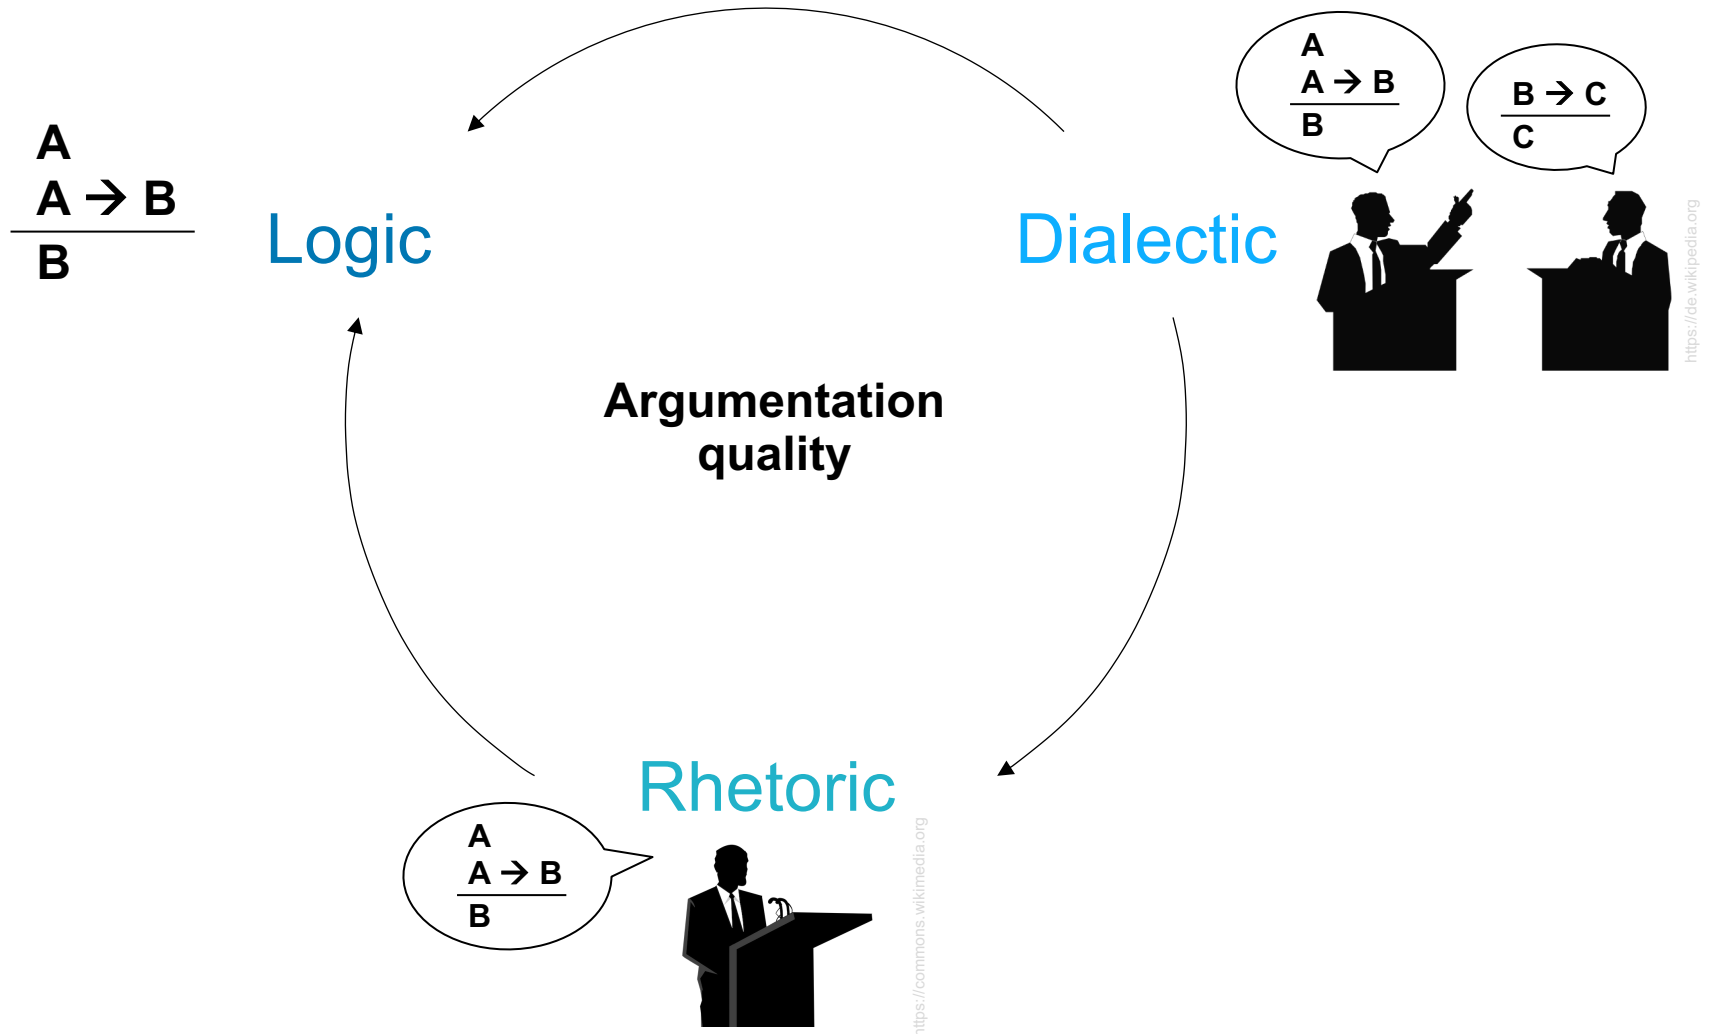 A
A → B
B
Logic
Dialectic
A
A → B
B
B → C
C
https://de.wikipedia.org
Argumentation
quality
Rhetoric
A
A → B
B
https://commons.wikimedia.org